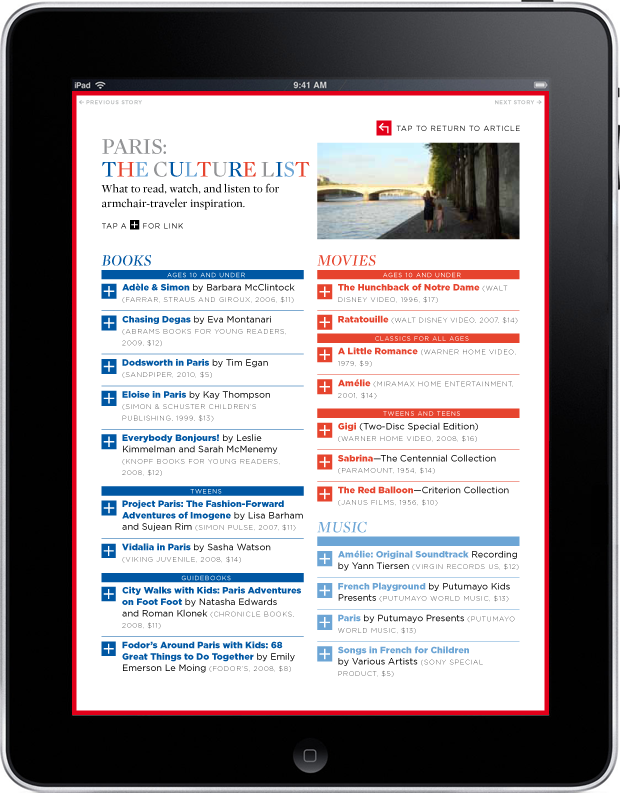 iPad
9:41 AM
← PREVIOUS STORY
NEXT STORY →
TAP TO RETURN TO ARTICLE
PARIS:
THE CULTURE LIST
What to read, watch, and listen to for
armchair-traveler inspiration.
TAP A + FOR LINK
BOOKS
AGES 10 AND UNDER
Adèle & Simon by Barbara McClintock
(FARRAR, STRAUS AND GIROUX, 2006, $11)
Chasing Degas by Eva Montanari
(ABRAMS BOOKS FOR YOUNG READERS,
2009, $12)
Dodsworth in Paris by Tim Egan
(SANDPIPER, 2010, $5)
Eloise in Paris by Kay Thompson
(SIMON & SCHUSTER CHILDREN'S
PUBLISHING, 1999, $13)
Everybody Bonjours! by Leslie
Kimmelman and Sarah McMenemy
(KNOPF BOOKS FOR YOUNG READERS,
2008, $12)
TWEENS
Project Paris: The Fashion-Forward
Adventures of Imogene by Lisa Barham
and Sujean Rim (SIMON PULSE, 2007, $11)
Vidalia in Paris by Sasha Watson
(VIKING JUVENILE, 2008, $14)
GUIDEBOOKS
City Walks with Kids: Paris Adventures
on Foot Foot by Natasha Edwards
and Roman Klonek (CHRONICLE BOOKS,
2008, $11)
Fodor's Around Paris with Kids: 68
Great Things to Do Together by Emily
Emerson Le Moing (FODOR'S, 2008, $8)
MOVIES
AGES 10 AND UNDER
The Hunchback of Notre Dame (WALT
DISNEY VIDEO, 1996, $17)
Ratatouille (WALT DISNEY VIDEO, 2007, $14)
CLASSICS FOR ALL AGES
A Little Romance (WARNER HOME VIDEO,
1979, $9)
Amélie (MIRAMAX HOME ENTERTAINMENT,
2001, $14)
TWEENS AND TEENS
Gigi (Two-Disc Special Edition)
(WARNER HOME VIDEO, 2008, $16)
Sabrina—The Centennial Collection
(PARAMOUNT, 1954, $14)
The Red Balloon—Criterion Collection
(JANUS FILMS, 1956, $10)
MUSIC
Amélie: Original Soundtrack Recording
by Yann Tiersen (VIRGIN RECORDS US, $12)
French Playground by Putumayo Kids
Presents (PUTUMAYO WORLD MUSIC, $13)
Paris by Putumayo Presents (PUTUMAYO
WORLD MUSIC, $13)
Songs in French for Children
by Various Artists (SONY SPECIAL
PRODUCT, $5)